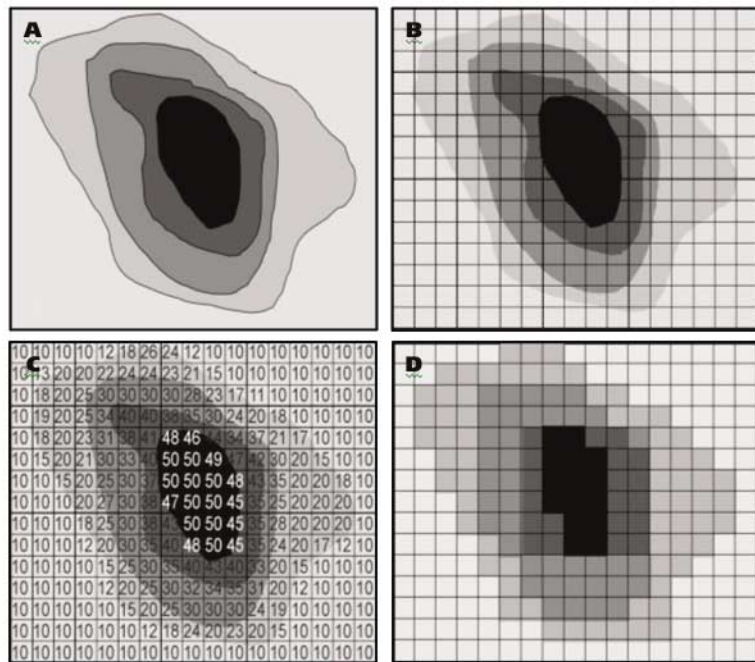 A
B
C
10 10 10 10 12 18 26 24 12 10 10 10 10 10 10 10 10
10 13 20 20 22 24 24 23 21 15 10 10 10 10 10 10 10
10 18 20 25 30 30 30 30 28 23 17 11 10 10 10 10 10
10 19 20 25 34 40 40 38 35 30 24 20 18 10 10 10 10
10 18 20 23 31 38 41 48 46 34 37 21 17 10 10 10
10 15 20 21 30 33 40 50 50 49 47 42 30 20 15 10 10
10 10 15 20 25 30 37 50 50 50 48 43 35 20 20 18 10
10 10 10 20 27 30 38 47 50 50 45 35 25 20 20 20 10
10 10 10 18 25 30 38 50 50 45 35 28 20 20 20 10
10 10 10 12 20 30 35 40 48 50 45 35 24 20 17 12 10
10 10 10 10 15 25 30 35 40 40 33 20 15 10 10 10
10 10 10 10 12 20 25 30 32 34 35 31 20 12 10 10 10
10 10 10 10 10 15 20 25 30 30 30 24 19 10 10 10 10
10 10 10 10 10 10 12 18 24 20 23 20 15 10 10 10 10
10 10 10 10 10 10 10 10 10 10 10 10 10 10 10 10 10
D